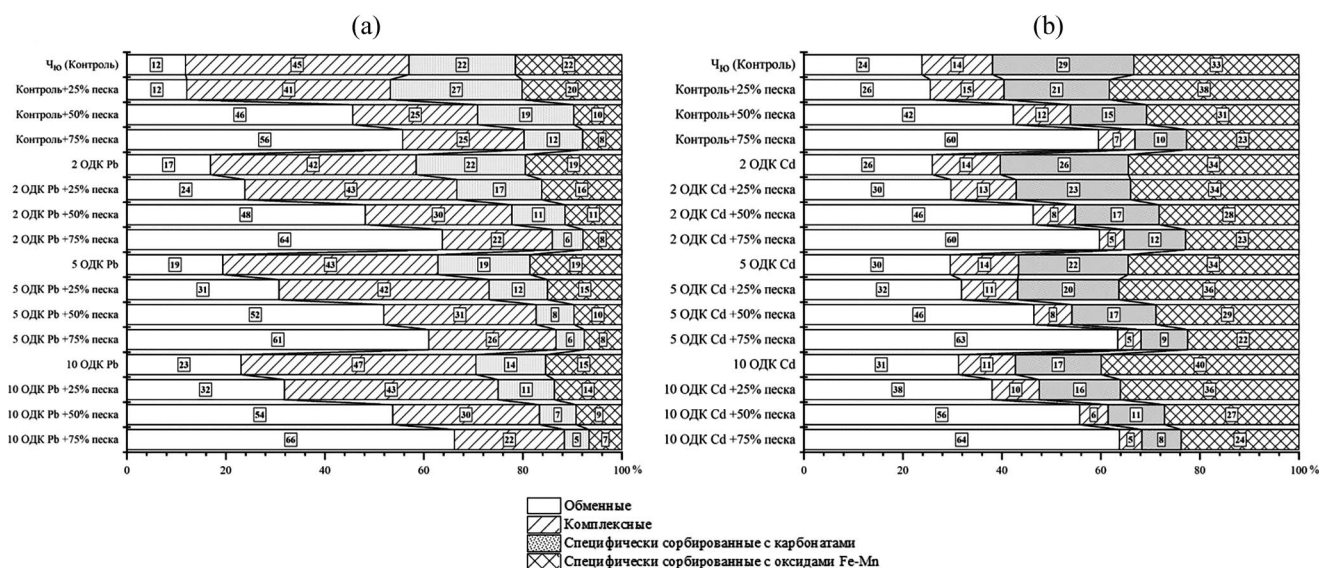 (a)
(b)
Ч_Ю (Контроль) 12 45 22 22
Контроль+25% песка 12 41 27 20
Контроль+50% песка 46 25 19 10
Контроль+75% песка 56 25 12 8
2 ОДК Pb 17 42 22 19
2 ОДК Pb +25% песка 24 43 17 16
2 ОДК Pb +50% песка 48 30 11 11
2 ОДК Pb +75% песка 64 22 6 8
5 ОДК Pb 19 43 19 19
5 ОДК Pb +25% песка 31 42 12 15
5 ОДК Pb +50% песка 52 31 8 10
5 ОДК Pb +75% песка 61 26 6 8
10 ОДК Pb 23 47 14 15
10 ОДК Pb +25% песка 32 43 11 14
10 ОДК Pb +50% песка 54 30 7 9
10 ОДК Pb +75% песка 66 22 5 7
0 20 40 60 80 100 %
Ч_Ю (Контроль) 24 14 29 33
Контроль+25% песка 26 15 21 38
Контроль+50% песка 42 12 15 31
Контроль+75% песка 60 7 10 23
2 ОДК Cd 26 14 26 34
2 ОДК Cd +25% песка 30 13 23 34
2 ОДК Cd +50% песка 46 8 17 28
2 ОДК Cd +75% песка 60 5 12 23
5 ОДК Cd 30 14 22 34
5 ОДК Cd +25% песка 32 11 20 36
5 ОДК Cd +50% песка 46 8 17 29
5 ОДК Cd +75% песка 63 5 9 22
10 ОДК Cd 31 11 17 40
10 ОДК Cd +25% песка 38 10 16 36
10 ОДК Cd +50% песка 56 6 11 27
10 ОДК Cd +75% песка 64 5 8 24
0 20 40 60 80 100 %
Обменные
Комплексные
Специфически сорбированные с карбонатами
Специфически сорбированные с оксидами Fe-Mn